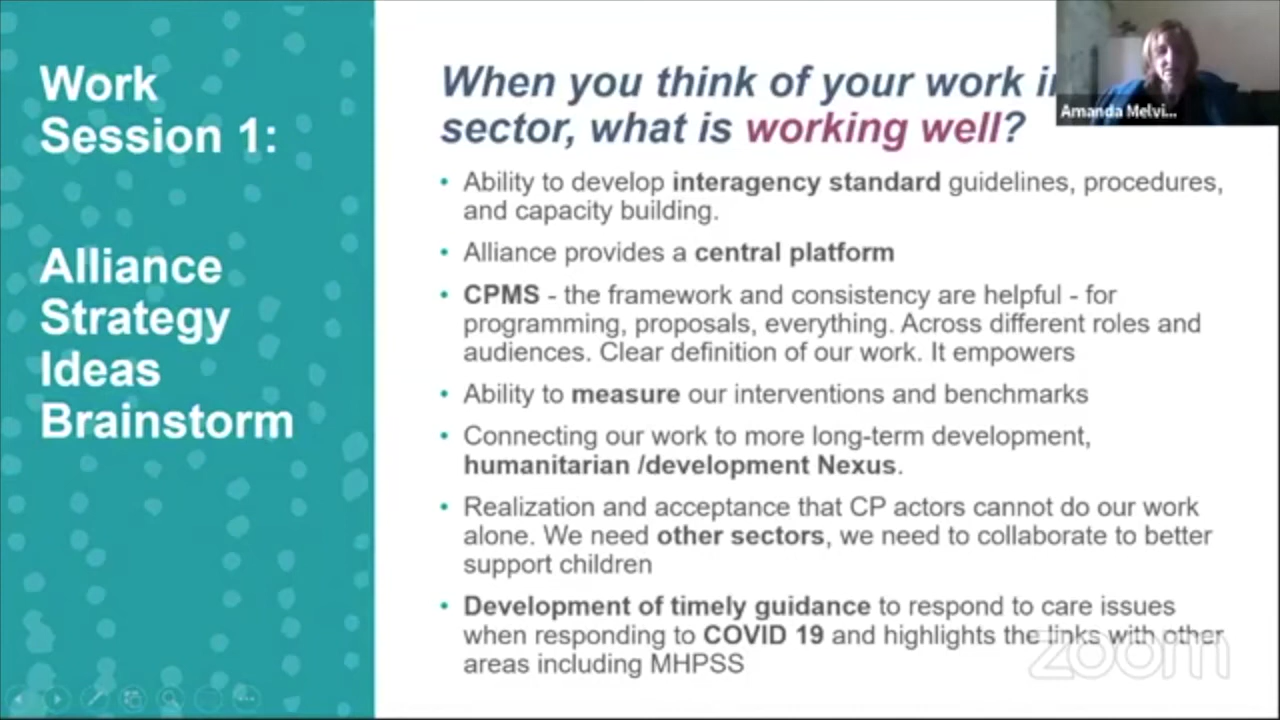 Work
Session 1:
Alliance
Strategy
Ideas
Brainstorm
When you think of your work
sector, what is working well?
• Ability to develop interagency standard guidelines, procedures,
and capacity building.
• Alliance provides a central platform
• CPMS - the framework and consistency are helpful - for
programming, proposals, everything. Across different roles and
audiences. Clear definition of our work. It empowers
• Ability to measure our interventions and benchmarks
• Connecting our work to more long-term development,
humanitarian /development Nexus.
• Realization and acceptance that CP actors cannot do our work
alone. We need other sectors, we need to collaborate to better
support children
• Development of timely guidance to respond to care issues
when responding to COVID 19 and highlights the links with other
areas including MHPSS
Amanda Melvi...
zoom